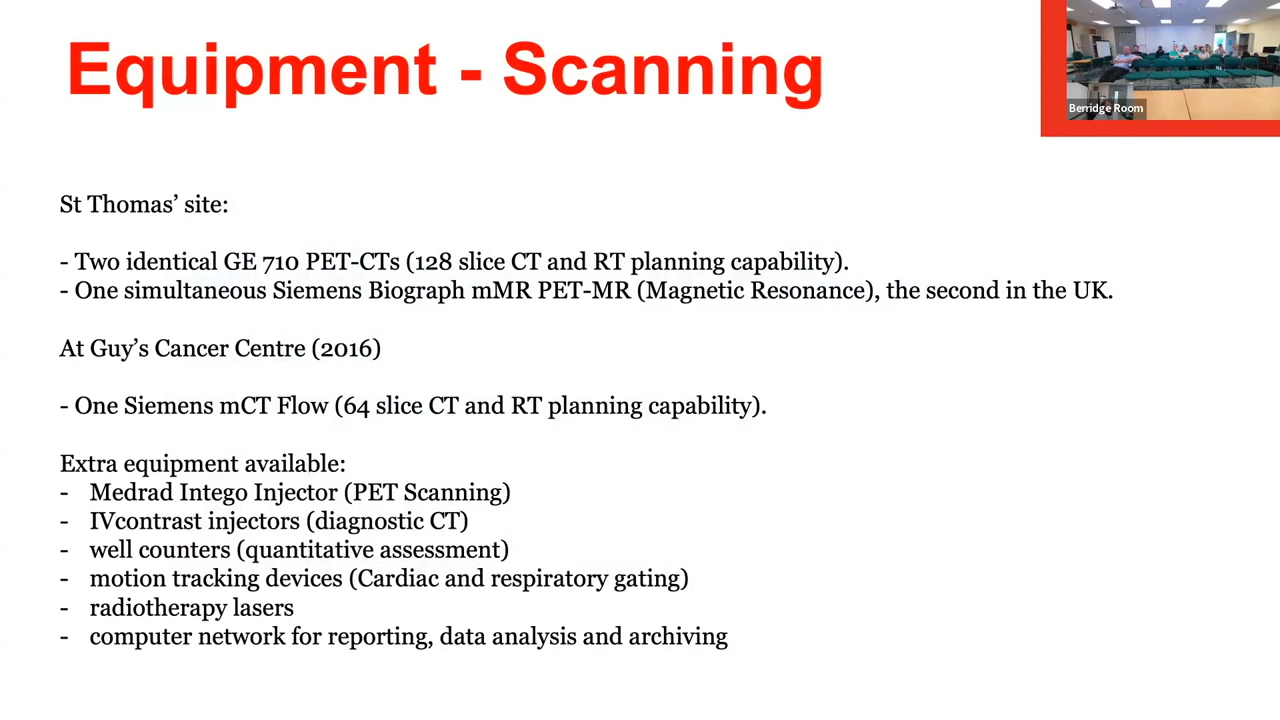 Equipment - Scanning
Berridge Room
St Thomas’ site:
- Two identical GE 710 PET-CTs (128 slice CT and RT planning capability).
- One simultaneous Siemens Biograph mMR PET-MR (Magnetic Resonance), the second in the UK.
At Guy’s Cancer Centre (2016)
- One Siemens mCT Flow (64 slice CT and RT planning capability).
Extra equipment available:
- Medrad Intego Injector (PET Scanning)
- IVcontrast injectors (diagnostic CT)
- well counters (quantitative assessment)
- motion tracking devices (Cardiac and respiratory gating)
- radiotherapy lasers
- computer network for reporting, data analysis and archiving